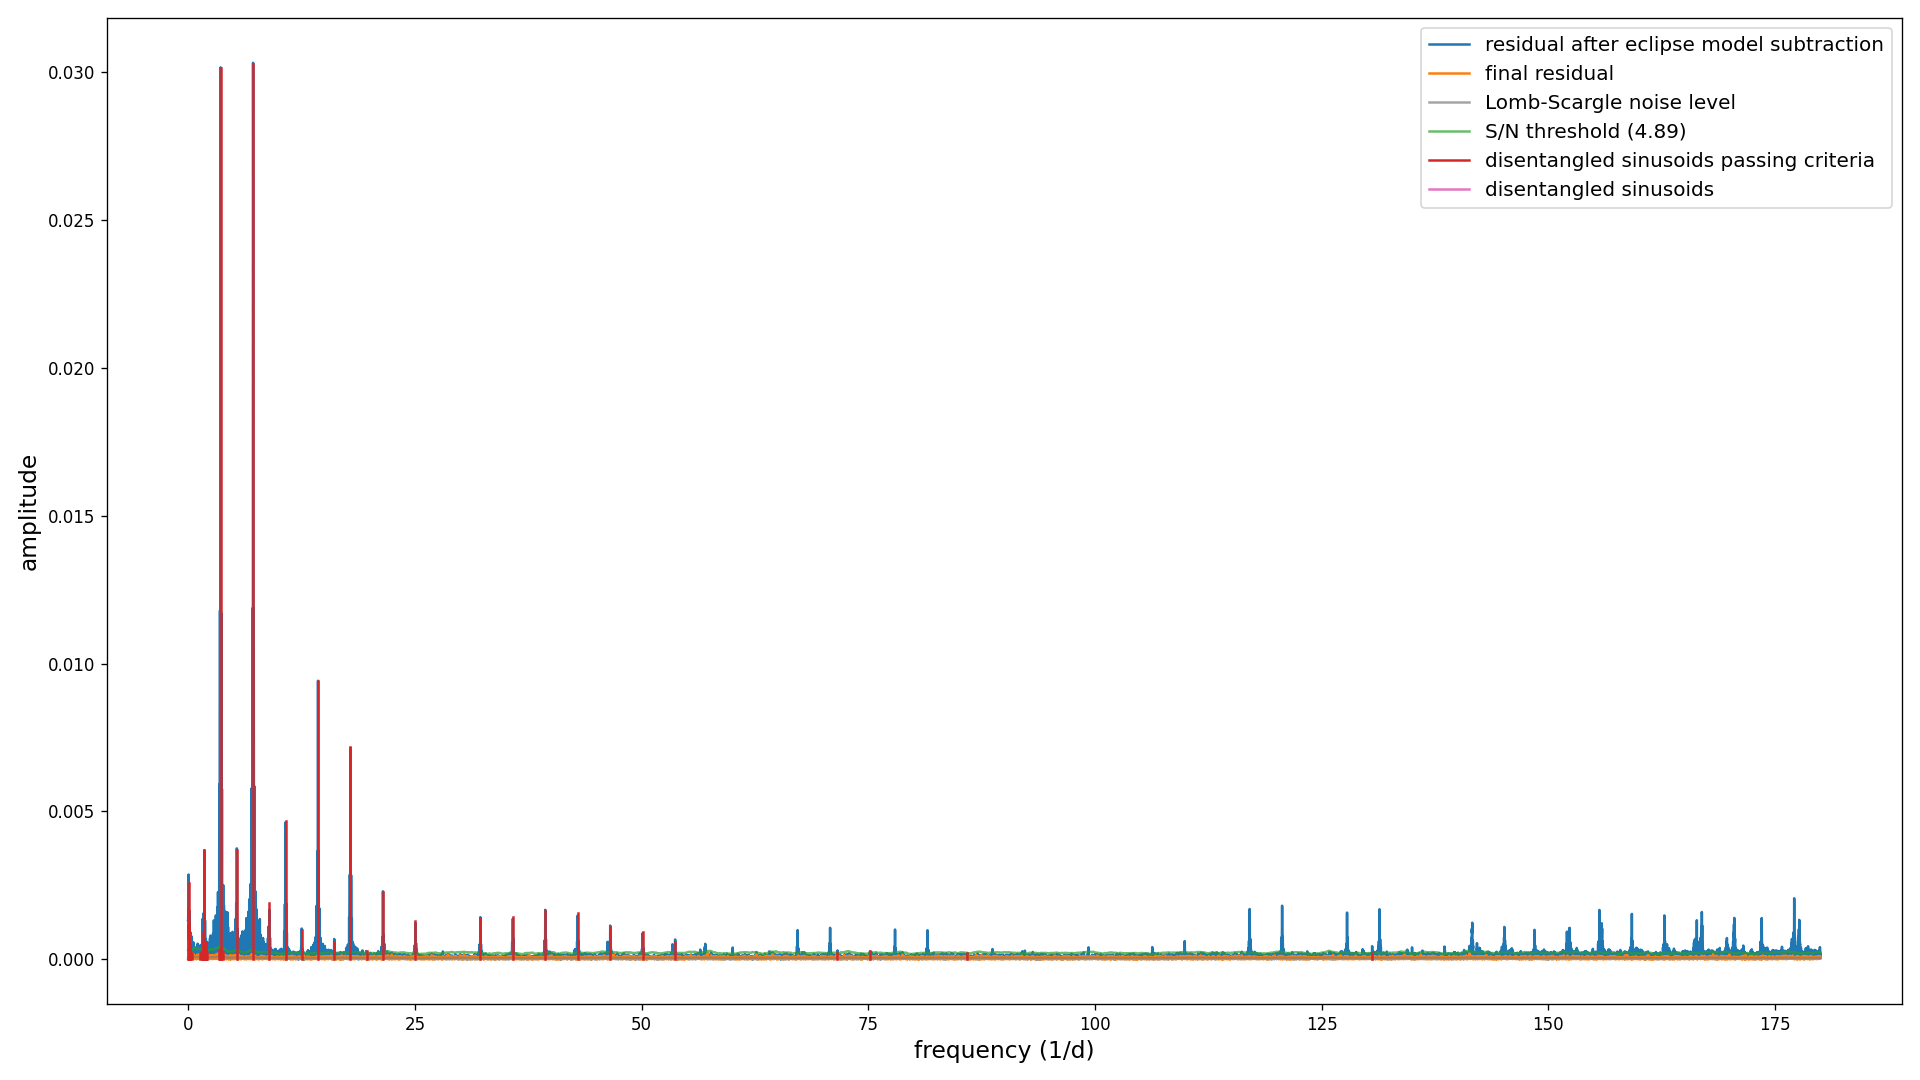 residual after eclipse model subtraction
final residual
Lomb-Scargle noise level
S/N threshold (4.89)
disentangled sinusoids passing criteria
disentangled sinusoids
0.030
0.025
0.020
0.015
0.010
0.005
0.000
amplitude
0 25 50 75 100 125 150 175
frequency (1/d)